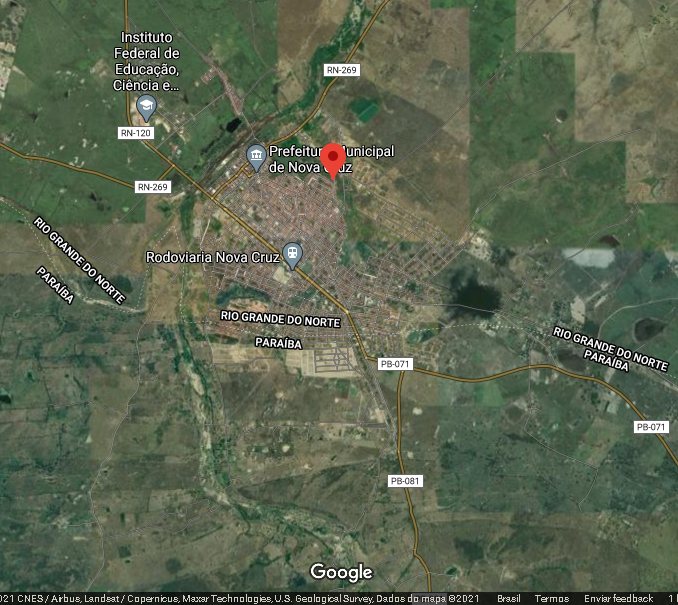 Instituto
Federal de
Educação,
Ciência e...
RN-269
RN-120
Prefeitura Municipal
de Nova Cruz
RN-269
Rodoviaria Nova Cruz
RIO GRANDE DO NORTE
PARAÍBA
RIO GRANDE DO NORTE
PARAÍBA
RIO GRANDE DO NORTE
PARAÍBA
PB-071
PB-071
PB-081
Google
021 CNES / Airbus, Landsat / Copernicus, Maxar Technologies, U.S. Geological Survey, Dados do mapa ©2021 Brasil Termos Enviar feedback 1